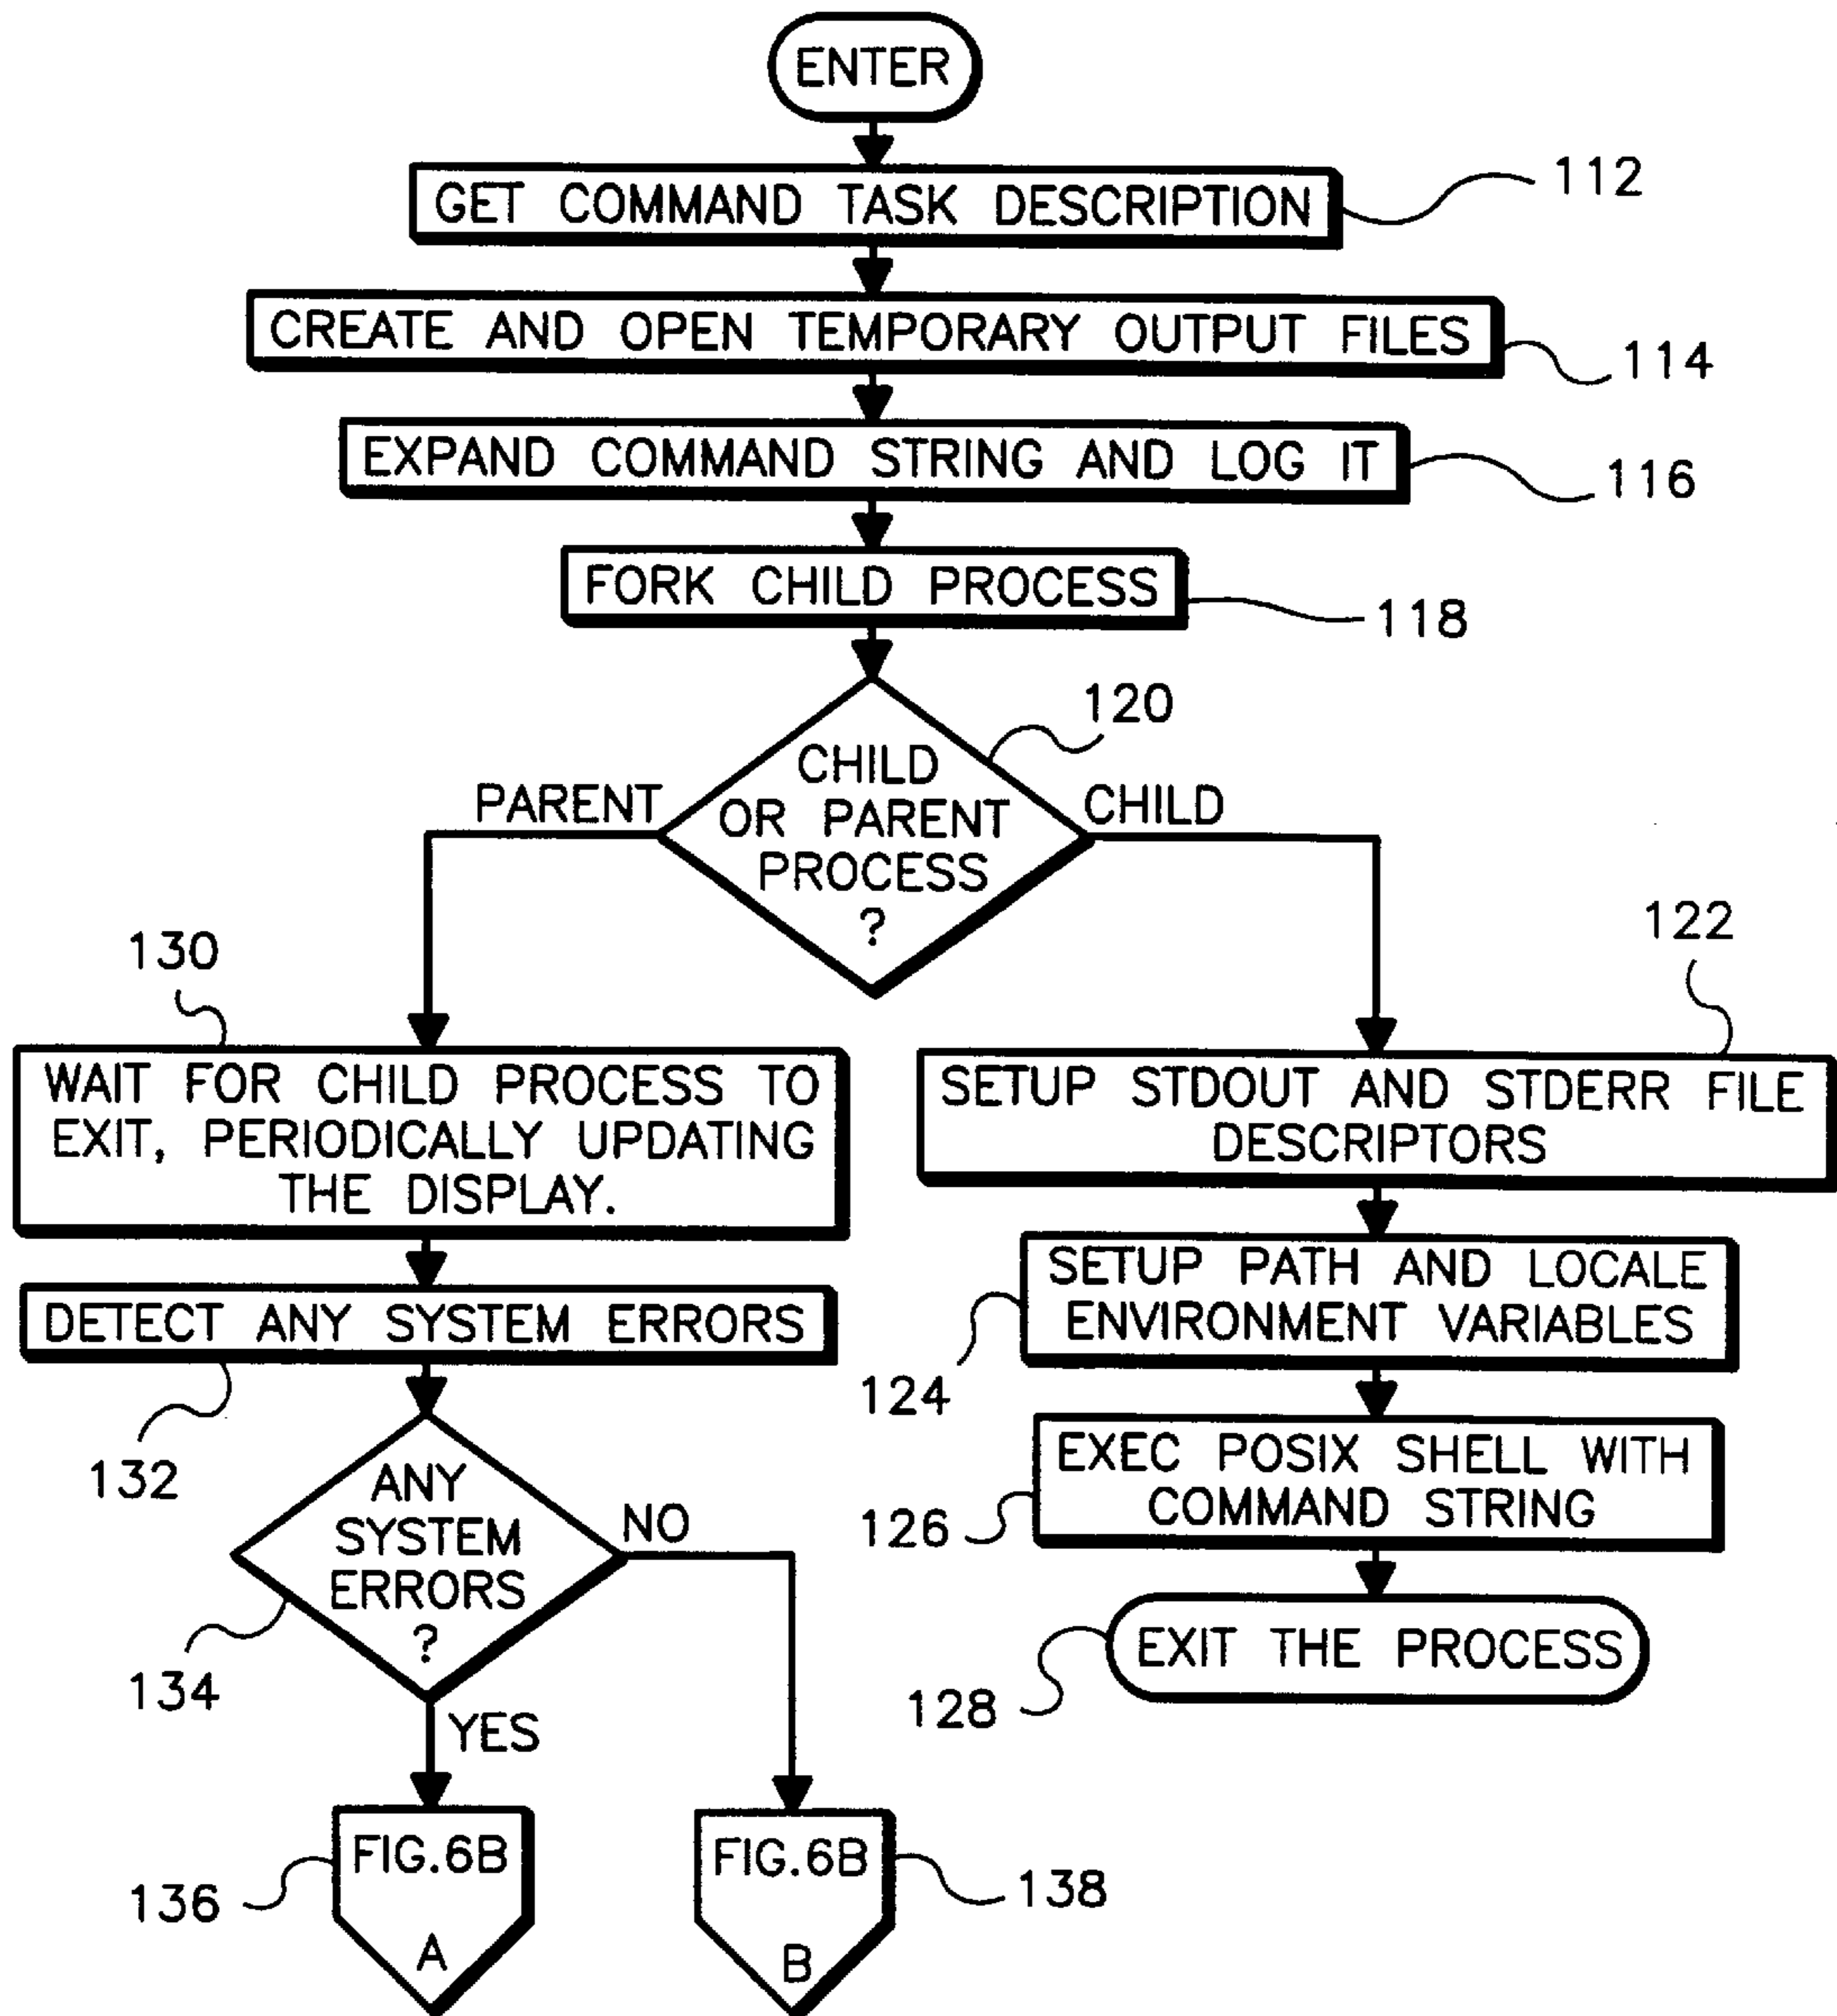 ENTER
GET COMMAND TASK DESCRIPTION
112
CREATE AND OPEN TEMPORARY OUTPUT FILES
114
EXPAND COMMAND STRING AND LOG IT
116
FORK CHILD PROCESS
118
120
CHILD
OR PARENT
PROCESS
?
PARENT
CHILD
130
WAIT FOR CHILD PROCESS TO
EXIT, PERIODICALLY UPDATING
THE DISPLAY.
122
SETUP STDOUT AND STDERR FILE
DESCRIPTORS
DETECT ANY SYSTEM ERRORS
132
SETUP PATH AND LOCALE
ENVIRONMENT VARIABLES
124
ANY
SYSTEM
ERRORS
?
134
NO
YES
EXEC POSIX SHELL WITH
COMMAND STRING
126
EXIT THE PROCESS
128
FIG.6B
A
136
FIG.6B
B
138